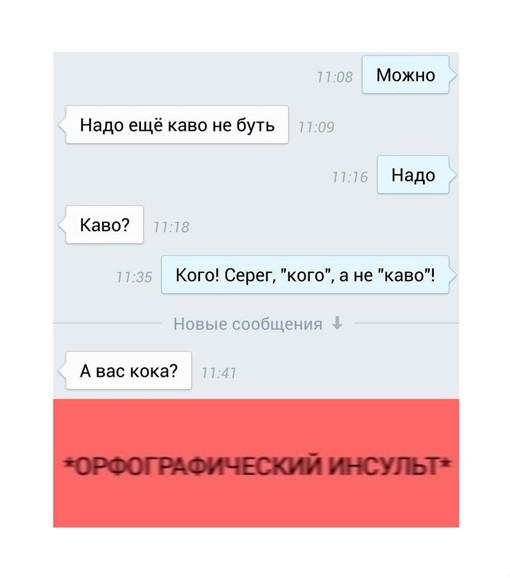 11:08 Можно
Надо ещё каво не буть 11:09
11:16 Надо
Каво? 11:18
11:35 Кого! Серег, "кого", а не "каво"!
Новые сообщения
А вас кока? 11:41
*ОРФОГРАФИЧЕСКИЙ ИНСУЛЬТ*